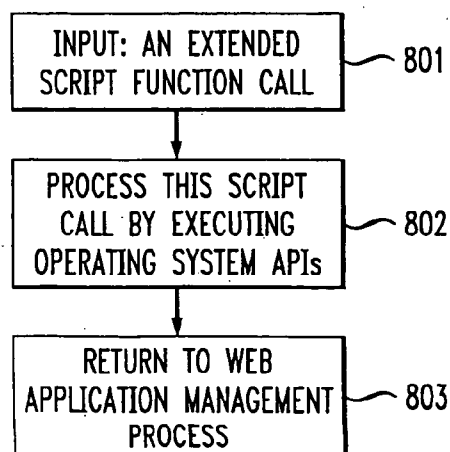 INPUT: AN EXTENDED
SCRIPT FUNCTION CALL
801
PROCESS THIS SCRIPT
CALL BY EXECUTING
OPERATING SYSTEM APIs
802
RETURN TO WEB
APPLICATION MANAGEMENT
PROCESS
803